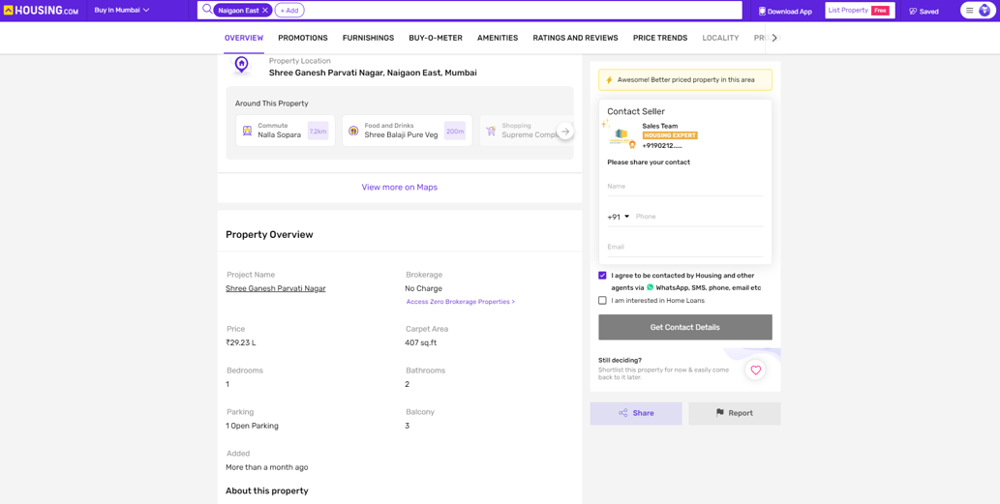 HOUSING.COM
Buy In Mumbai
Naigaon East
+ Add
Download App
List Property Free
Saved
OVERVIEW
PROMOTIONS
FURNISHINGS
BUY-O-METER
AMENITIES
RATINGS AND REVIEWS
PRICE TRENDS
LOCALITY
Property Location
Shree Ganesh Parvati Nagar, Naigaon East, Mumbai
Around This Property
Commute
Nalla Sopara
7.2km
Food and Drinks
Shree Balaji Pure Veg
200m
Shopping
Supreme
View more on Maps
Property Overview
Project Name
Shree Ganesh Parvati Nagar
Brokerage
No Charge
Access Zero Brokerage Properties >
Price
₹29.23 L
Carpet Area
407 sq.ft
Bedrooms
1
Bathrooms
2
Parking
1 Open Parking
Balcony
3
Added
More than a month ago
About this property
Awesome! Better priced property in this area
Contact Seller
Sales Team
HOUSING EXPERT
+9190212.....
Please share your contact
Name
+91
Phone
Email
I agree to be contacted by Housing and other
agents via WhatsApp, SMS, phone, email etc
I am interested in Home Loans
Get Contact Details
Still deciding?
Shortlist this property for now & easily come
back to it later.
Share
Report